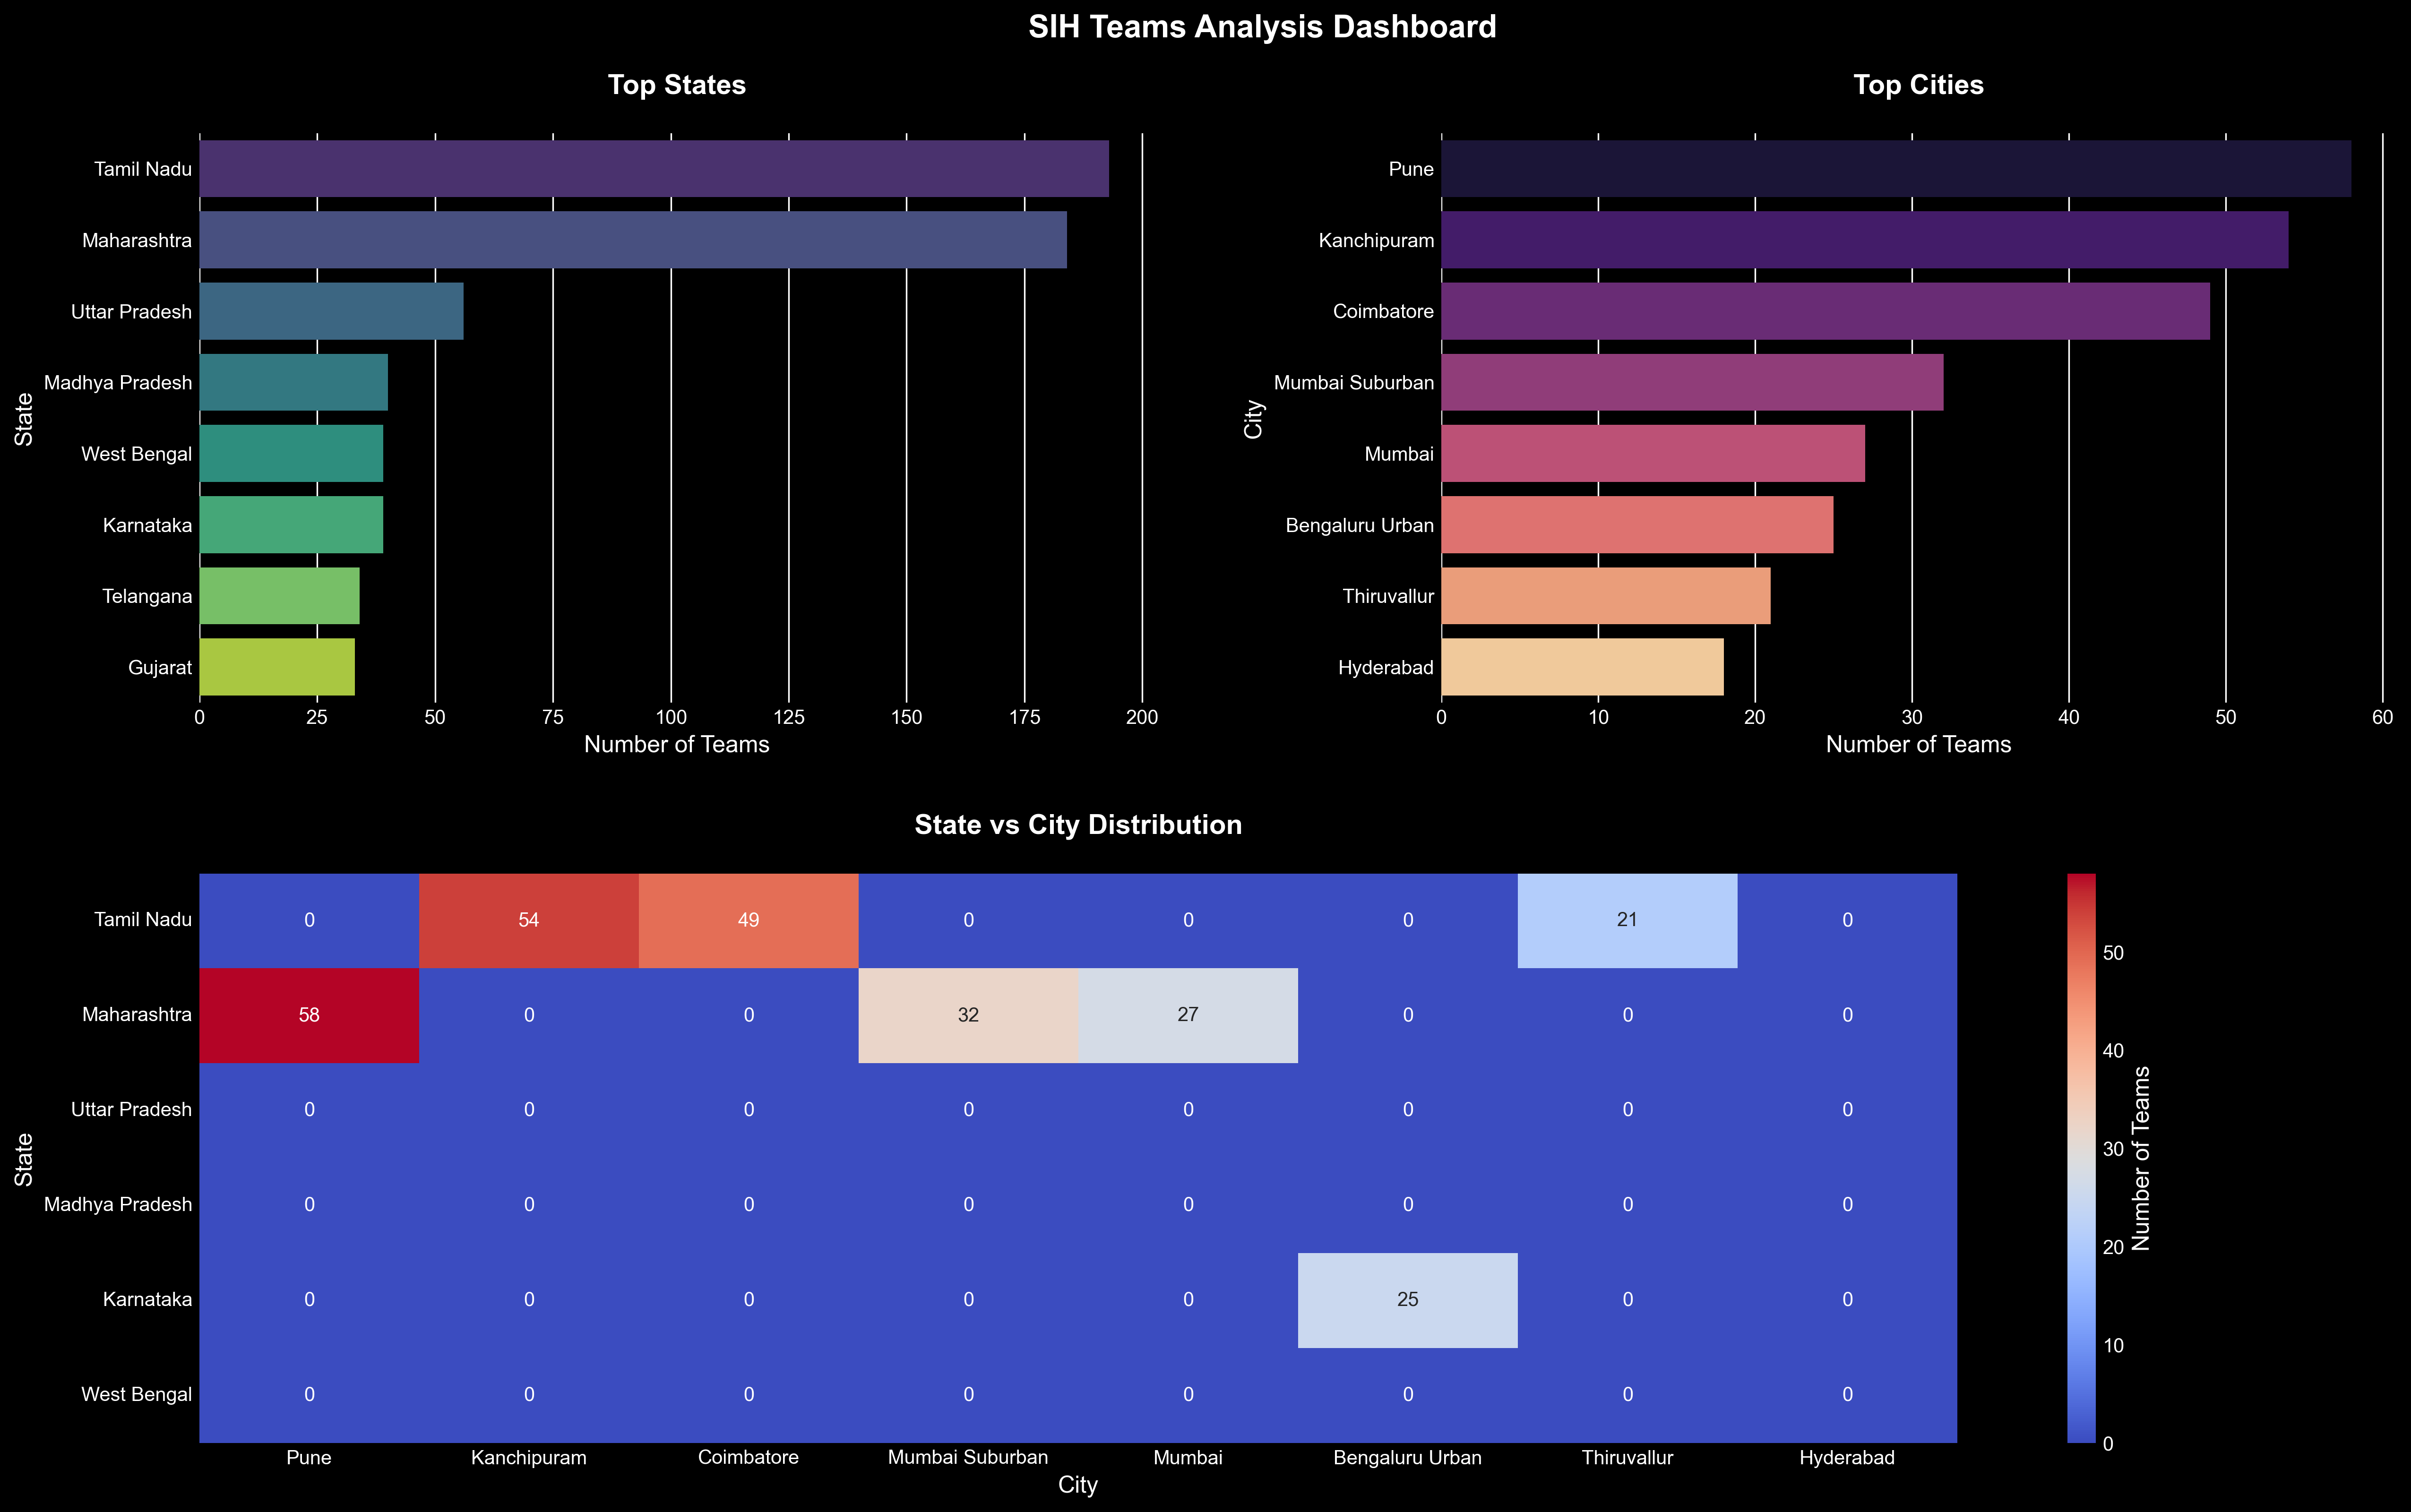 SIH Teams Analysis Dashboard
Top States
State
Tamil Nadu
Maharashtra
Uttar Pradesh
Madhya Pradesh
West Bengal
Karnataka
Telangana
Gujarat
0 25 50 75 100 125 150 175 200
Number of Teams
Top Cities
City
Pune
Kanchipuram
Coimbatore
Mumbai Suburban
Mumbai
Bengaluru Urban
Thiruvallur
Hyderabad
0 10 20 30 40 50 60
Number of Teams
State vs City Distribution
State
Tamil Nadu 0 54 49 0 0 0 21 0
Maharashtra 58 0 0 32 27 0 0 0
Uttar Pradesh 0 0 0 0 0 0 0 0
Madhya Pradesh 0 0 0 0 0 0 0 0
Karnataka 0 0 0 0 0 25 0 0
West Bengal 0 0 0 0 0 0 0 0
Pune Kanchipuram Coimbatore Mumbai Suburban Mumbai Bengaluru Urban Thiruvallur Hyderabad
City
50
40
30
20
10
0
Number of Teams